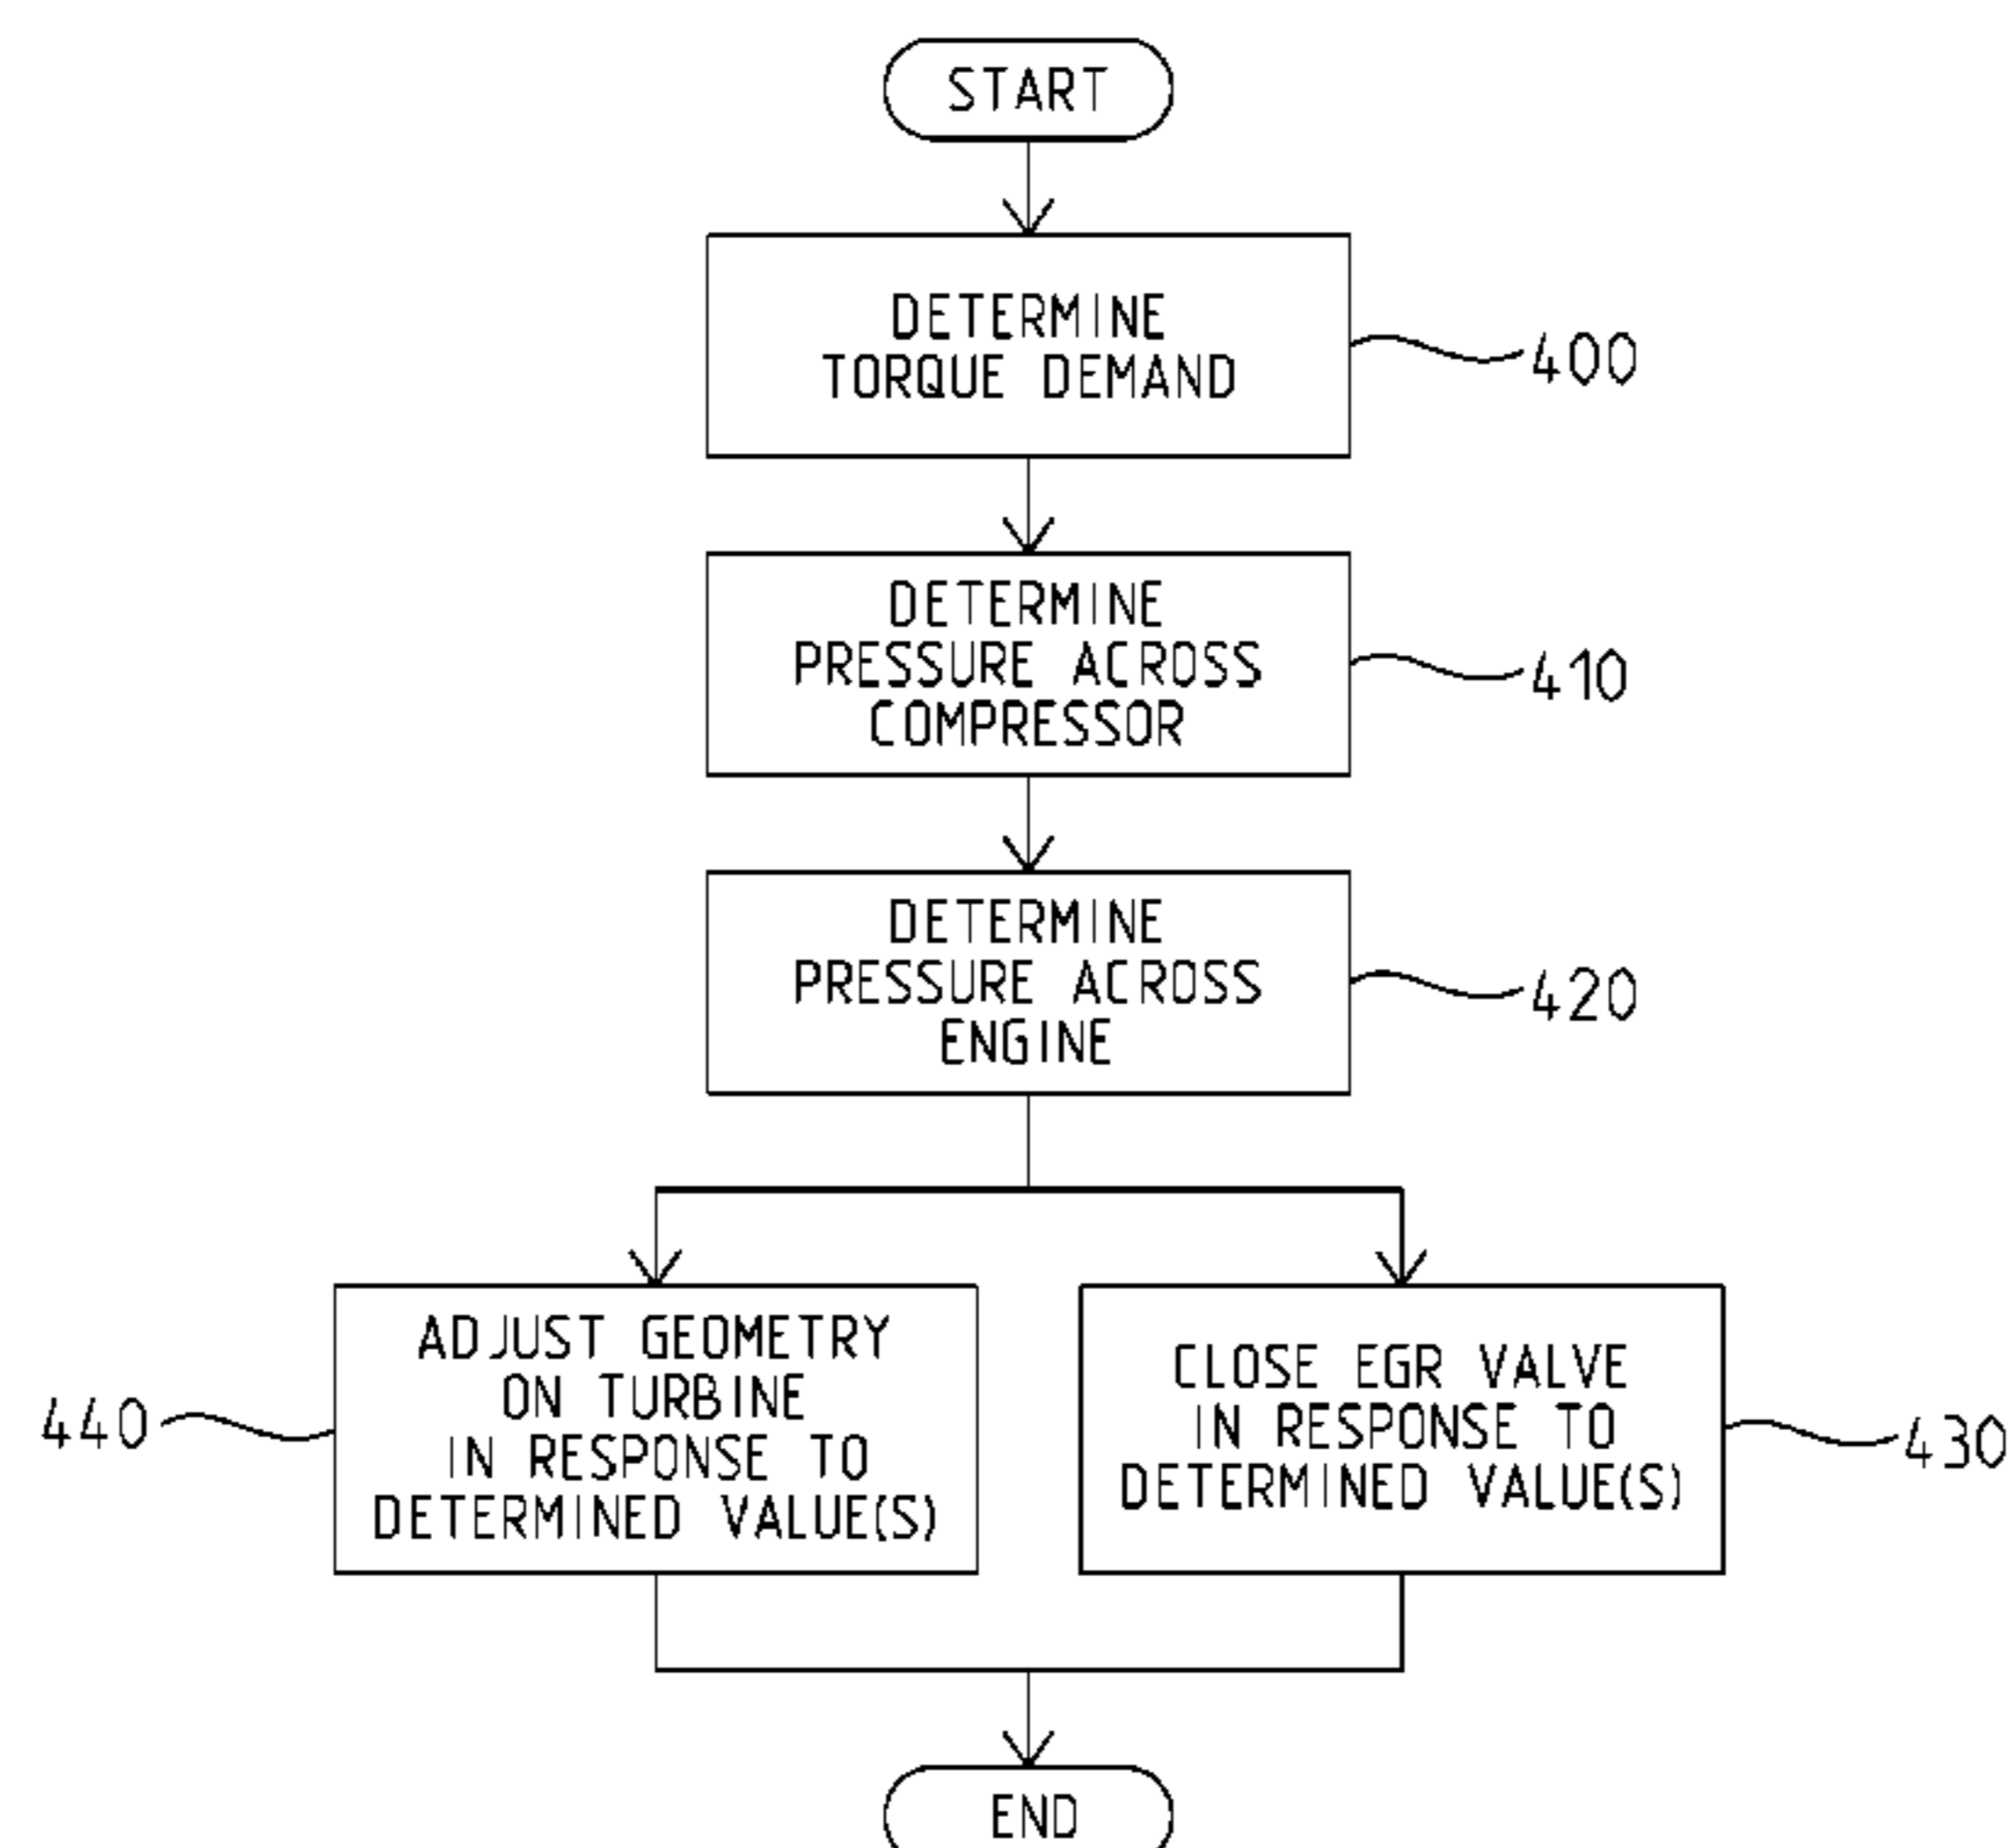 START
DETERMINE
TORQUE DEMAND
400
DETERMINE
PRESSURE ACROSS
COMPRESSOR
410
DETERMINE
PRESSURE ACROSS
ENGINE
420
ADJUST GEOMETRY
ON TURBINE
IN RESPONSE TO
DETERMINED VALUE(S)
440
CLOSE EGR VALVE
IN RESPONSE TO
DETERMINED VALUE(S)
430
END